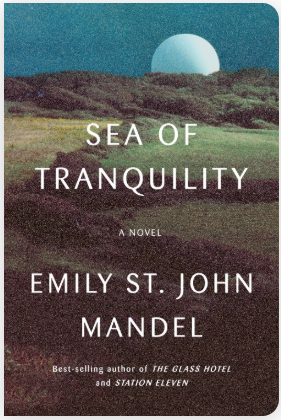 SEA OF
TRANQUILITY
A NOVEL
EMILY ST. JOHN
MANDEL
Best-selling author of THE GLASS HOTEL
and STATION ELEVEN